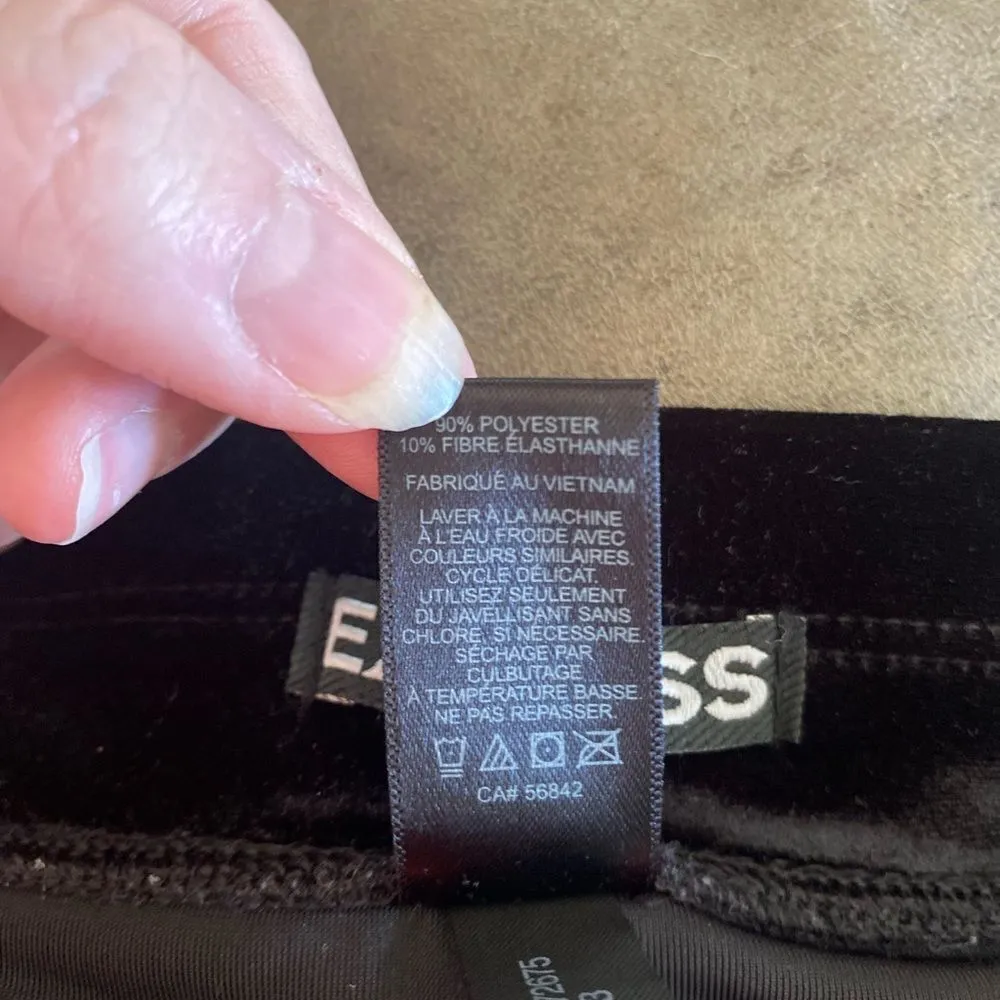 90% POLYESTER
10% FIBRE ÉLASTHANNE
FABRIQUÉ AU VIETNAM
LAVER À LA MACHINE
À L'EAU FROIDE AVEC
COULEURS SIMILAIRES.
CYCLE DÉLICAT.
UTILISEZ SEULEMENT
DU JAVELLISANT SANS
CHLORE, SI NÉCESSAIRE.
SÉCHAGE PAR
CULBUTAGE
À TEMPÉRATURE BASSE
NE PAS REPASSER
CA# 56842